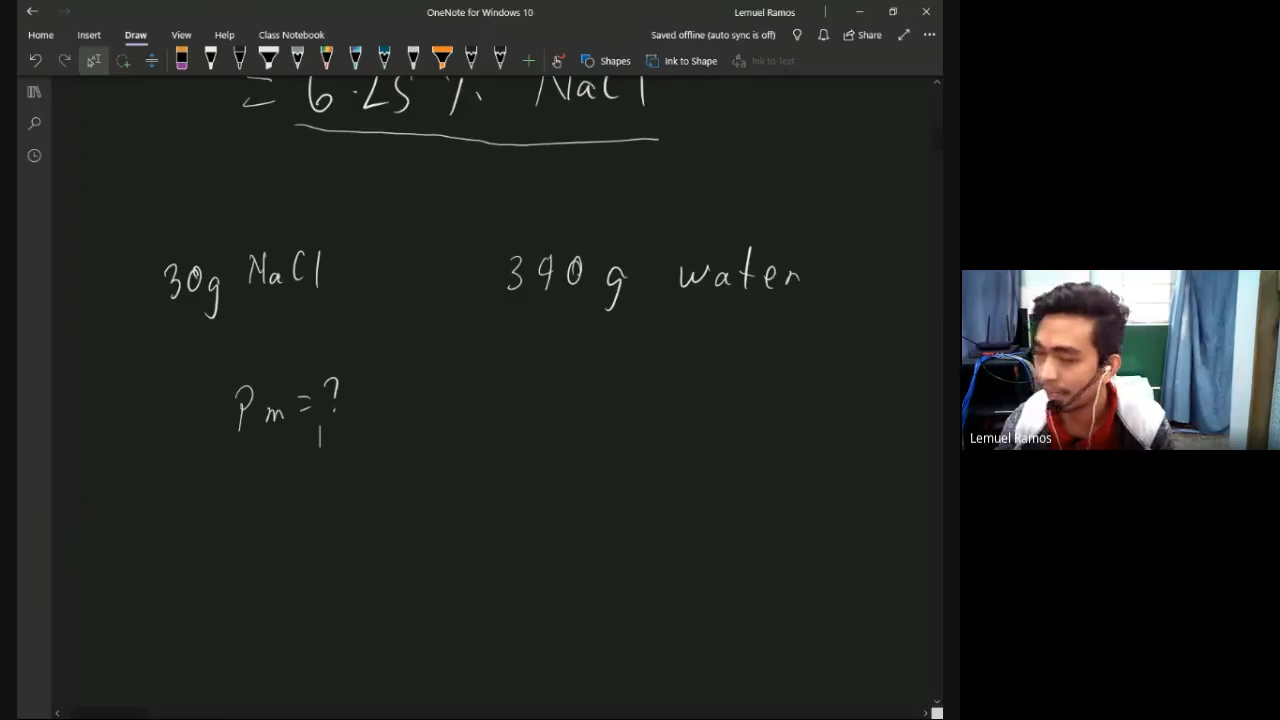 OneNote for Windows 10
Lemuel Ramos
Home Insert Draw View Help Class Notebook
Saved offline (auto sync is off) Share
Shapes Ink to Shape Ink to Text
= 6.25 % NaCl
30g NaCl 390 g water
Pm = ?
Lemuel Ramos